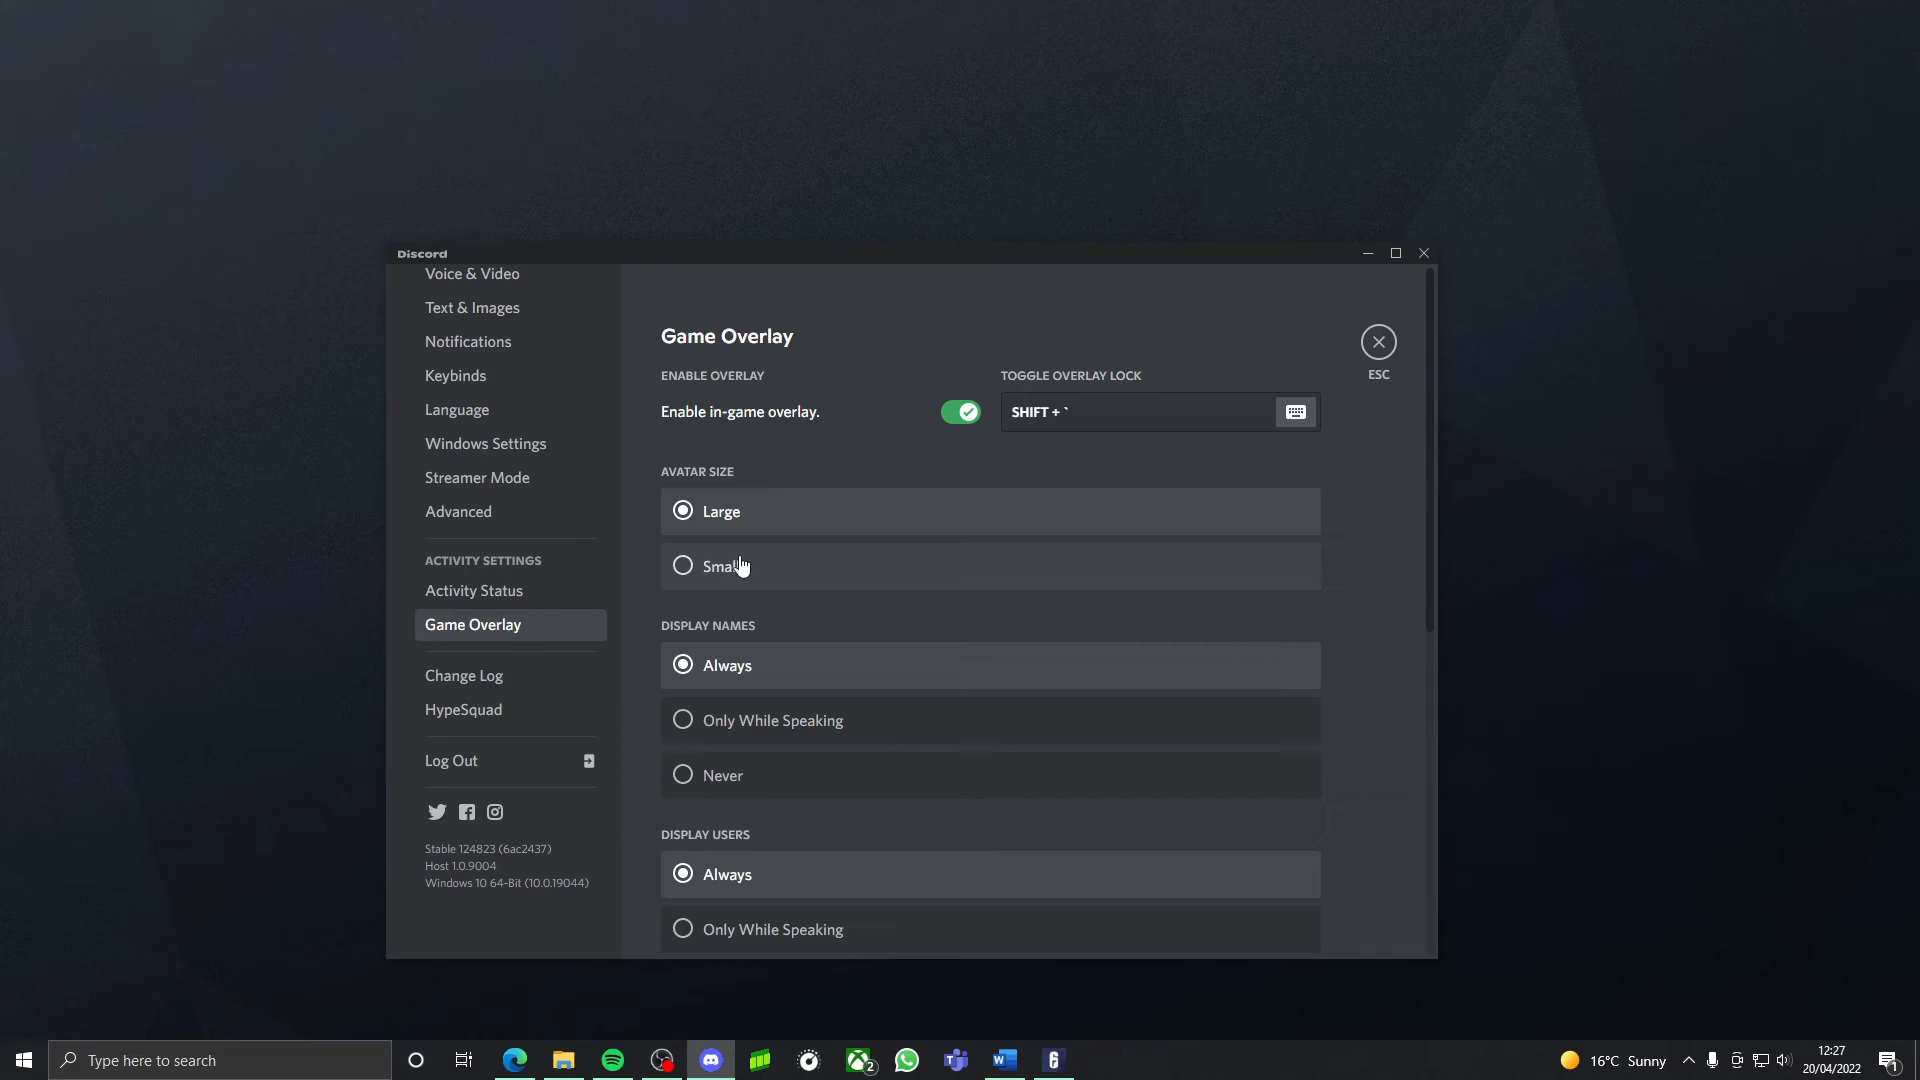 Discord
Voice & Video
Text & Images
Notifications
Keybinds
Language
Windows Settings
Streamer Mode
Advanced
ACTIVITY SETTINGS
Activity Status
Game Overlay
Change Log
HypeSquad
Log Out
Stable 124823 (6ac2437)
Host 1.0.9004
Windows 10 64-Bit (10.0.19044)
Game Overlay
ENABLE OVERLAY
Enable in-game overlay.
TOGGLE OVERLAY LOCK
SHIFT + `
ESC
AVATAR SIZE
Large
Small
DISPLAY NAMES
Always
Only While Speaking
Never
DISPLAY USERS
Always
Only While Speaking
Type here to search
2
16°C Sunny
12:27
20/04/2022
1